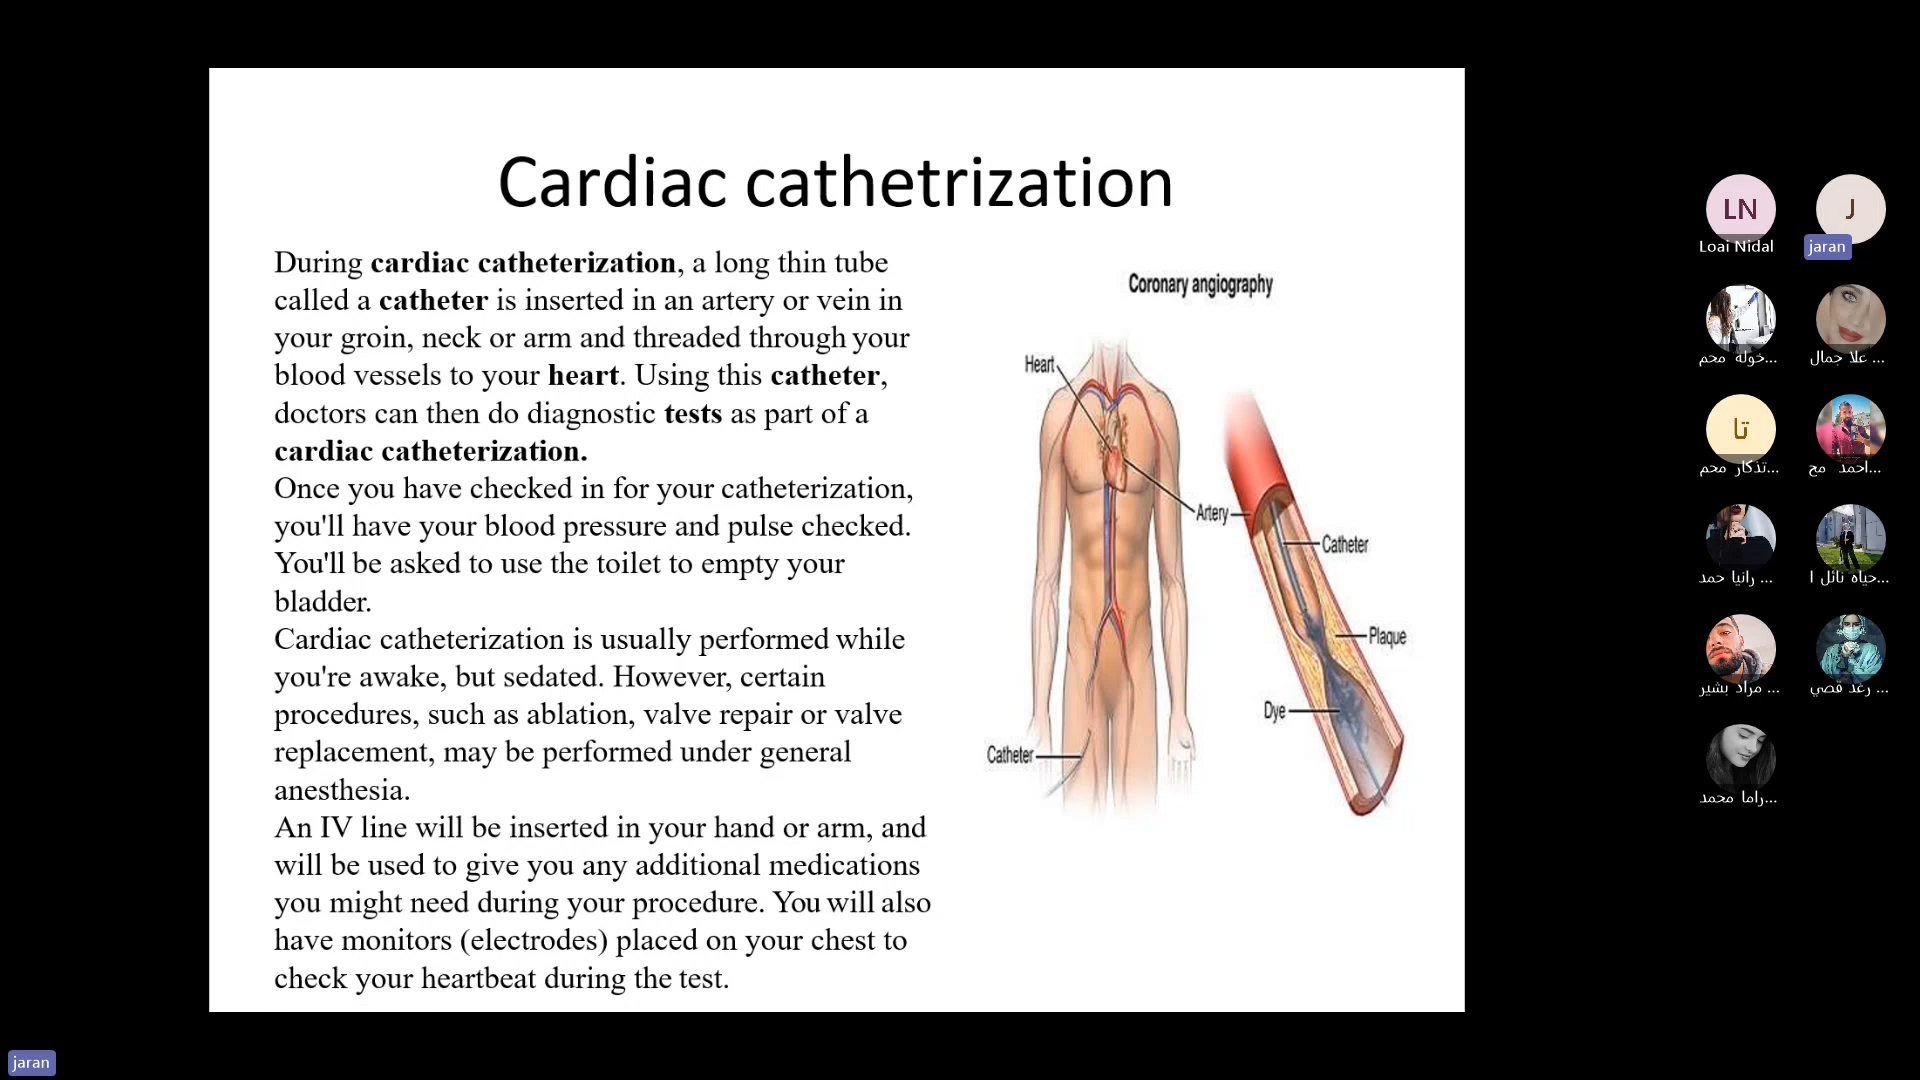 Cardiac cathetrization
During cardiac catheterization, a long thin tube
called a catheter is inserted in an artery or vein in
your groin, neck or arm and threaded through your
blood vessels to your heart. Using this catheter,
doctors can then do diagnostic tests as part of a
cardiac catheterization.
Once you have checked in for your catheterization,
you'll have your blood pressure and pulse checked.
You'll be asked to use the toilet to empty your
bladder.
Cardiac catheterization is usually performed while
you're awake, but sedated. However, certain
procedures, such as ablation, valve repair or valve
replacement, may be performed under general
anesthesia.
An IV line will be inserted in your hand or arm, and
will be used to give you any additional medications
you might need during your procedure. You will also
have monitors (electrodes) placed on your chest to
check your heartbeat during the test.
Coronary angiography
Heart
Artery
Catheter
Plaque
Dye
Catheter
LN
Loai Nidal
J
jaran
خوله محم...
علا جمال ...
تا
تذكار محم...
احمد مح...
رانيا حمد ...
حياه نائل ا...
مراد بشير ...
رغد قصي ...
راما محمد...
jaran